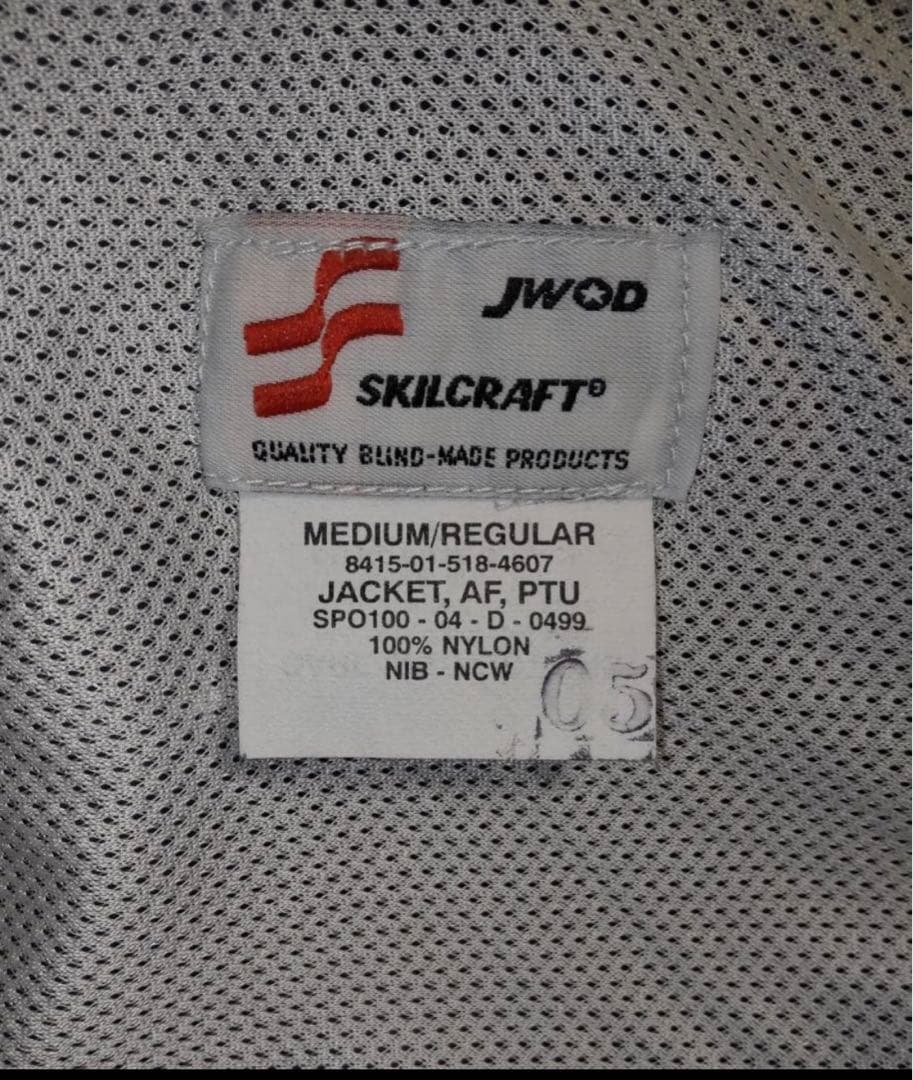 JWOD
SKILCRAFT®
QUALITY BLIND-MADE PRODUCTS
MEDIUM/REGULAR
8415-01-518-4607
JACKET, AF, PTU
SPO100 - 04 - D - 0499
100% NYLON
NIB - NCW
05